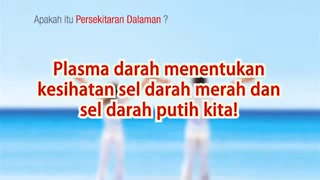 Apakah itu Persekitaran Dalaman ?
Plasma darah menentukan
kesihatan sel darah merah dan
sel darah putih kita!